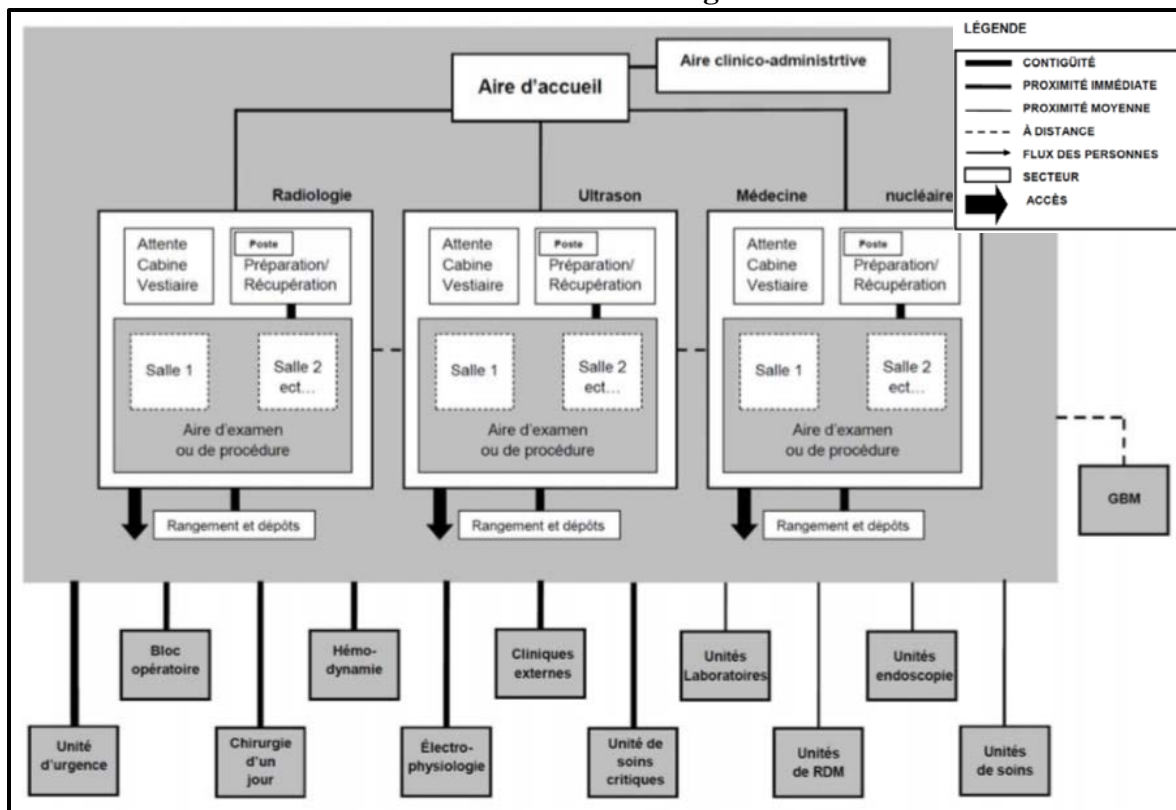 LÉGENDE
CONTIGÜITÉ
PROXIMITÉ IMMÉDIATE
PROXIMITÉ MOYENNE
À DISTANCE
FLUX DES PERSONNES
SECTEUR
ACCÈS
Aire d'accueil
Aire clinico-administrtive
Radiologie
Ultrason
Médecine nucléaire
Attente
Cabine
Vestiaire
Poste
Préparation/
Récupération
Salle 1
Salle 2
ect...
Aire d'examen
ou de procédure
Rangement et dépôts
Attente
Cabine
Vestiaire
Poste
Préparation/
Récupération
Salle 1
Salle 2
ect...
Aire d'examen
ou de procédure
Rangement et dépôts
Attente
Cabine
Vestiaire
Poste
Préparation/
Récupération
Salle 1
Salle 2
ect...
Aire d'examen
ou de procédure
Rangement et dépôts
GBM
Bloc
opératoire
Hémo-
dynamie
Cliniques
externes
Unités
Laboratoires
Unités
endoscopie
Unité
d'urgence
Chirurgie
d'un
jour
Électro-
physiologie
Unité de
soins
critiques
Unités
de RDM
Unités
de soins